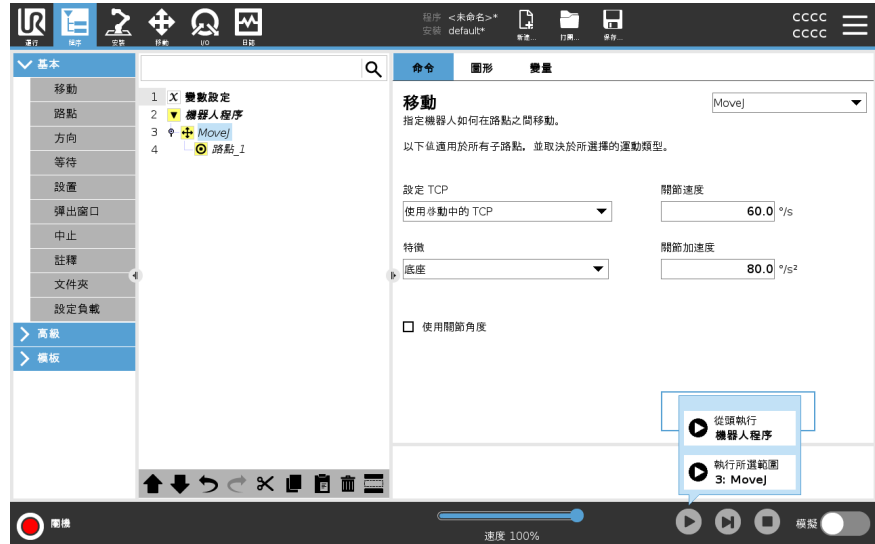 UR
運行
程序
安裝
移動
I/O
日誌
程序 <未命名>*
安裝 default*
新建...
打開...
保存...
cccc
cccc
基本
移動
路點
方向
等待
設置
彈出窗口
中止
註釋
文件夾
設定負載
高級
模板
1 X 變數設定
2 機器人程序
3 MoveJ
4 路點_1
命令 圖形 變量
移動
MoveJ
指定機器人如何在路點之間移動。
以下值適用於所有子路點，並取決於所選擇的運動類型。
設定 TCP
關節速度
使用移動中的 TCP
60.0 °/s
特徵
關節加速度
底座
80.0 °/s²
使用關節角度
從頭執行
機器人程序
執行所選範圍
3: MoveJ
關機
速度 100%
模擬